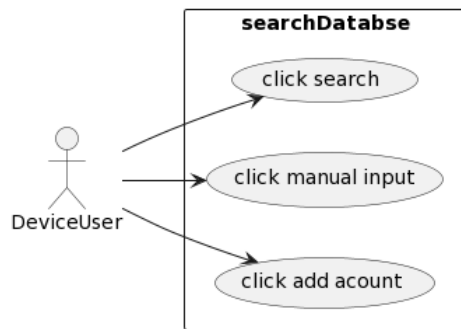 searchDatabse
click search
click manual input
DeviceUser
click add acount